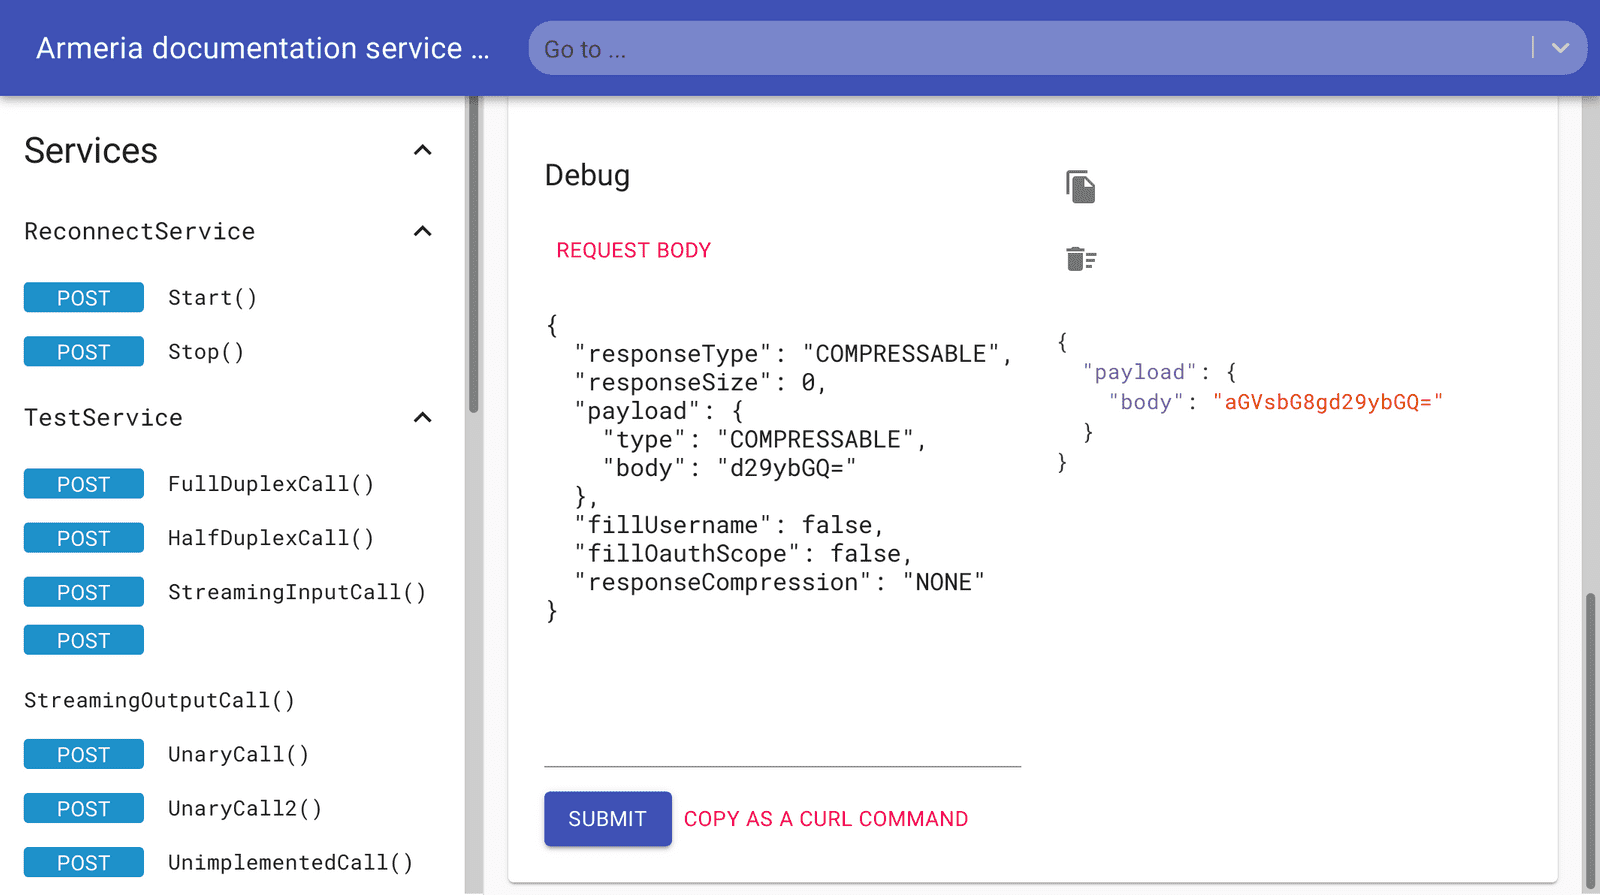 Armeria documentation service ...
Go to ...
Services
ReconnectService
POST Start()
POST Stop()
TestService
POST FullDuplexCall()
POST HalfDuplexCall()
POST StreamingInputCall()
POST
StreamingOutputCall()
POST UnaryCall()
POST UnaryCall2()
POST UnimplementedCall()
Debug
REQUEST BODY
{
  "responseType": "COMPRESSABLE",
  "responseSize": 0,
  "payload": {
    "type": "COMPRESSABLE",
    "body": "d29ybGQ="
  },
  "fillUsername": false,
  "fillOauthScope": false,
  "responseCompression": "NONE"
}
SUBMIT COPY AS A CURL COMMAND
{
  "payload": {
    "body": "aGVsbG8gd29ybGQ="
  }
}